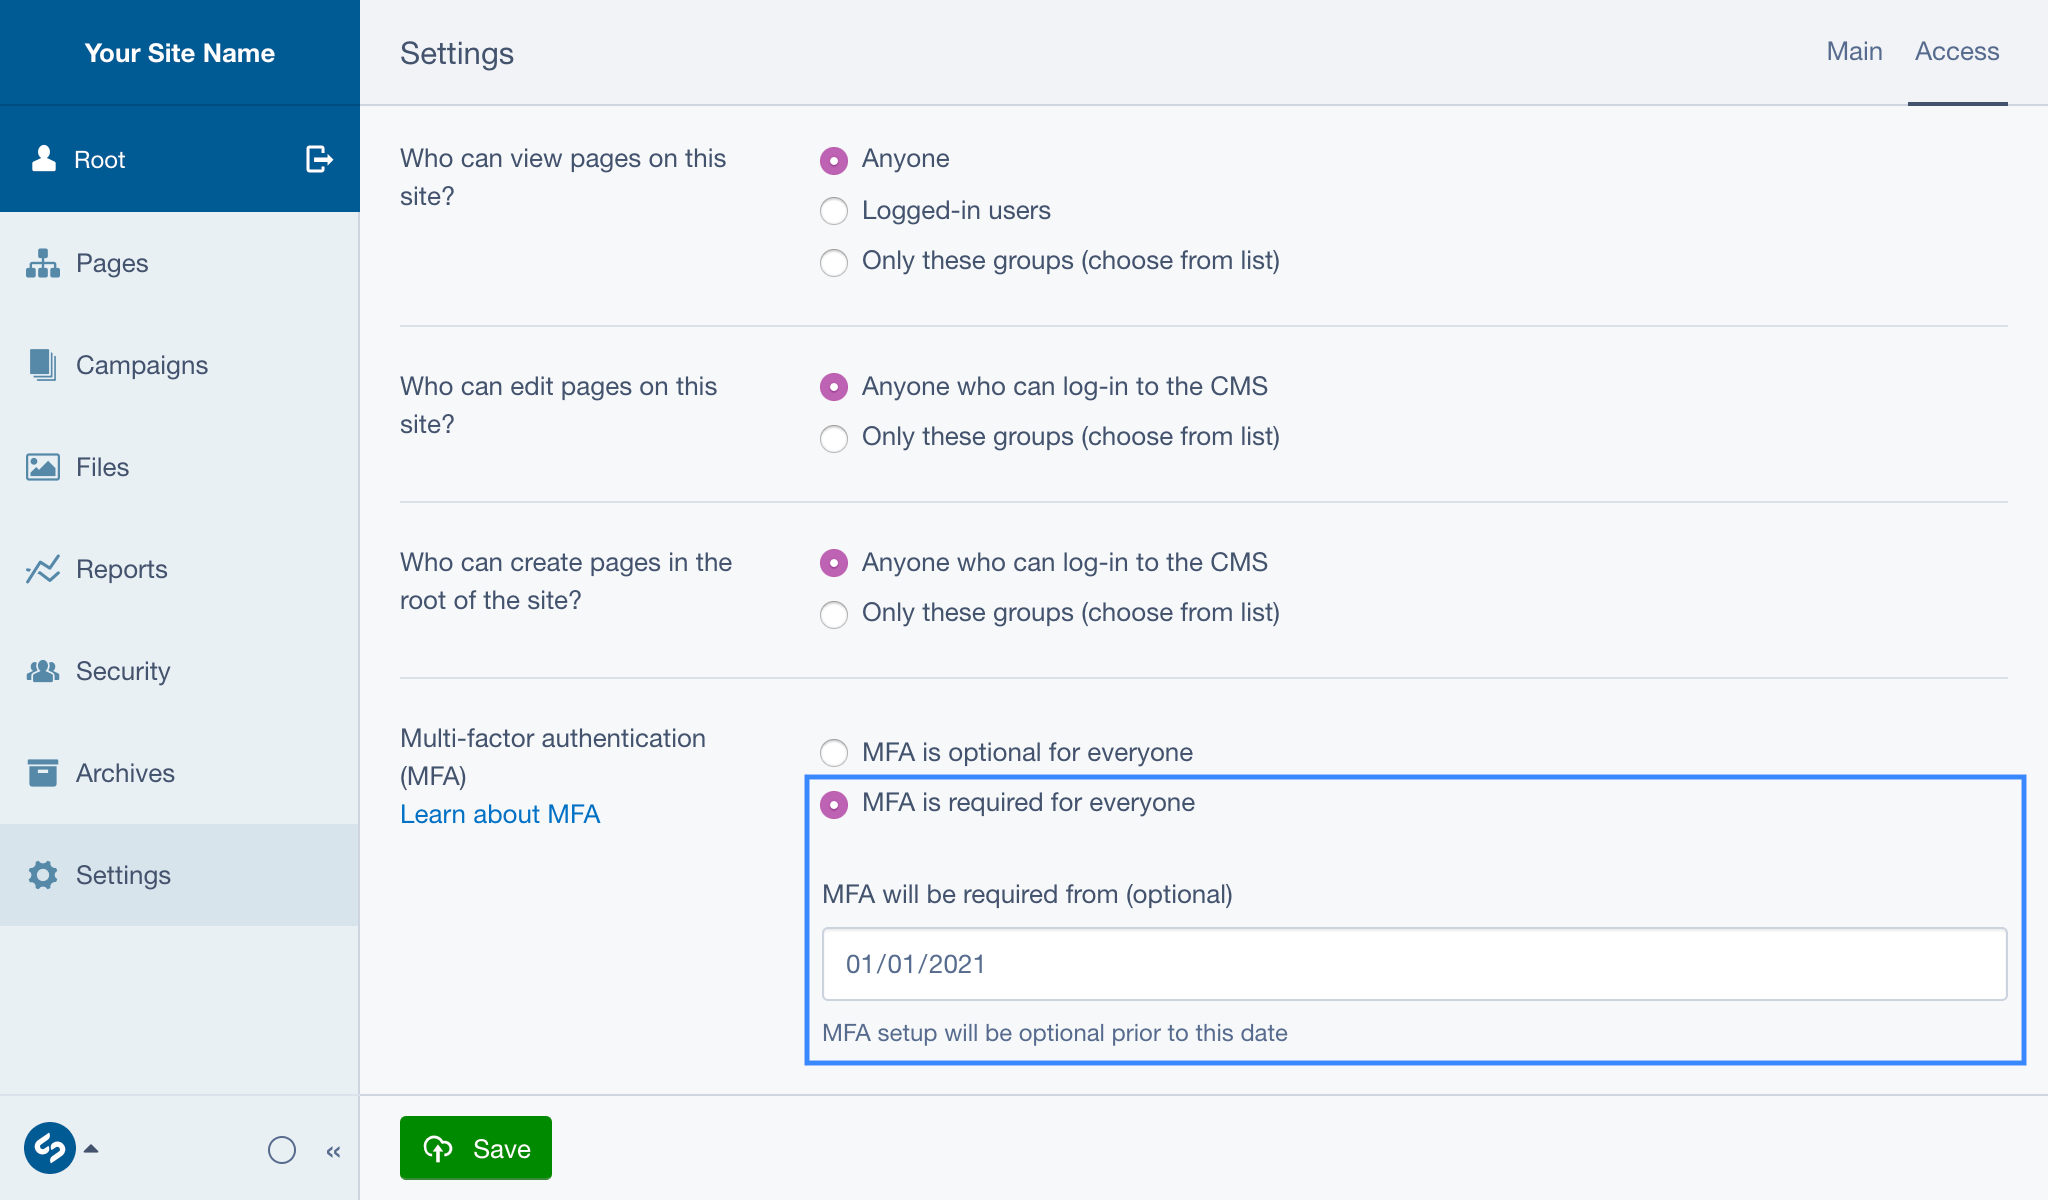 Your Site Name
Root
Pages
Campaigns
Files
Reports
Security
Archives
Settings
«
Settings
Main
Access
Who can view pages on this
site?
Anyone
Logged-in users
Only these groups (choose from list)
Who can edit pages on this
site?
Anyone who can log-in to the CMS
Only these groups (choose from list)
Who can create pages in the
root of the site?
Anyone who can log-in to the CMS
Only these groups (choose from list)
Multi-factor authentication
(MFA)
Learn about MFA
MFA is optional for everyone
MFA is required for everyone
MFA will be required from (optional)
01/01/2021
MFA setup will be optional prior to this date
Save